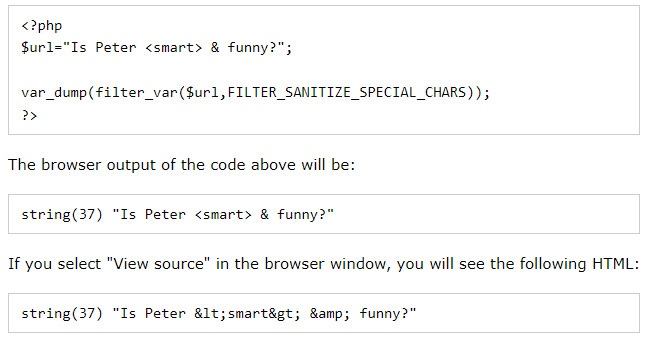 <?php
$url="Is Peter <smart> & funny?";
var_dump(filter_var($url,FILTER_SANITIZE_SPECIAL_CHARS));
?>
The browser output of the code above will be:
string(37) "Is Peter <smart> & funny?"
If you select "View source" in the browser window, you will see the following HTML:
string(37) "Is Peter &lt;smart&gt; &amp; funny?"